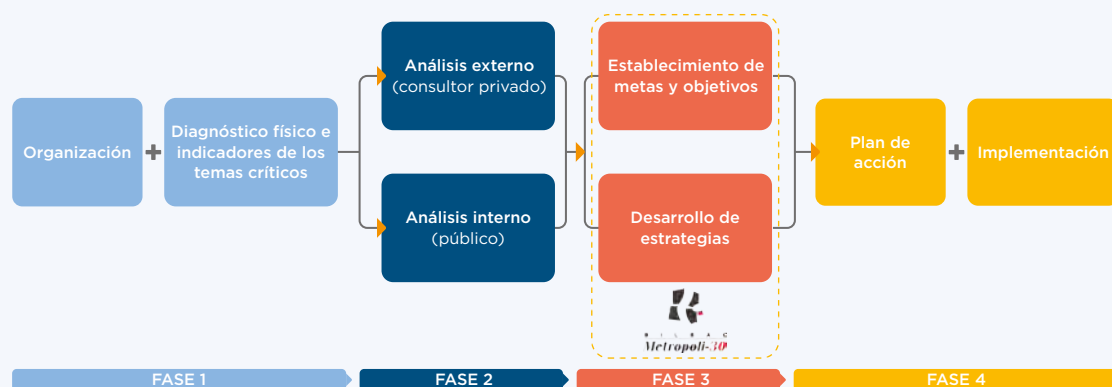 Organización
+
Diagnóstico físico e
indicadores de los
temas críticos
Análisis externo
(consultor privado)
Análisis interno
(público)
Establecimiento de
metas y objetivos
Desarrollo de
estrategias
BILBAO
Metropoli-30
Plan de
acción
+
Implementación
FASE 1
FASE 2
FASE 3
FASE 4